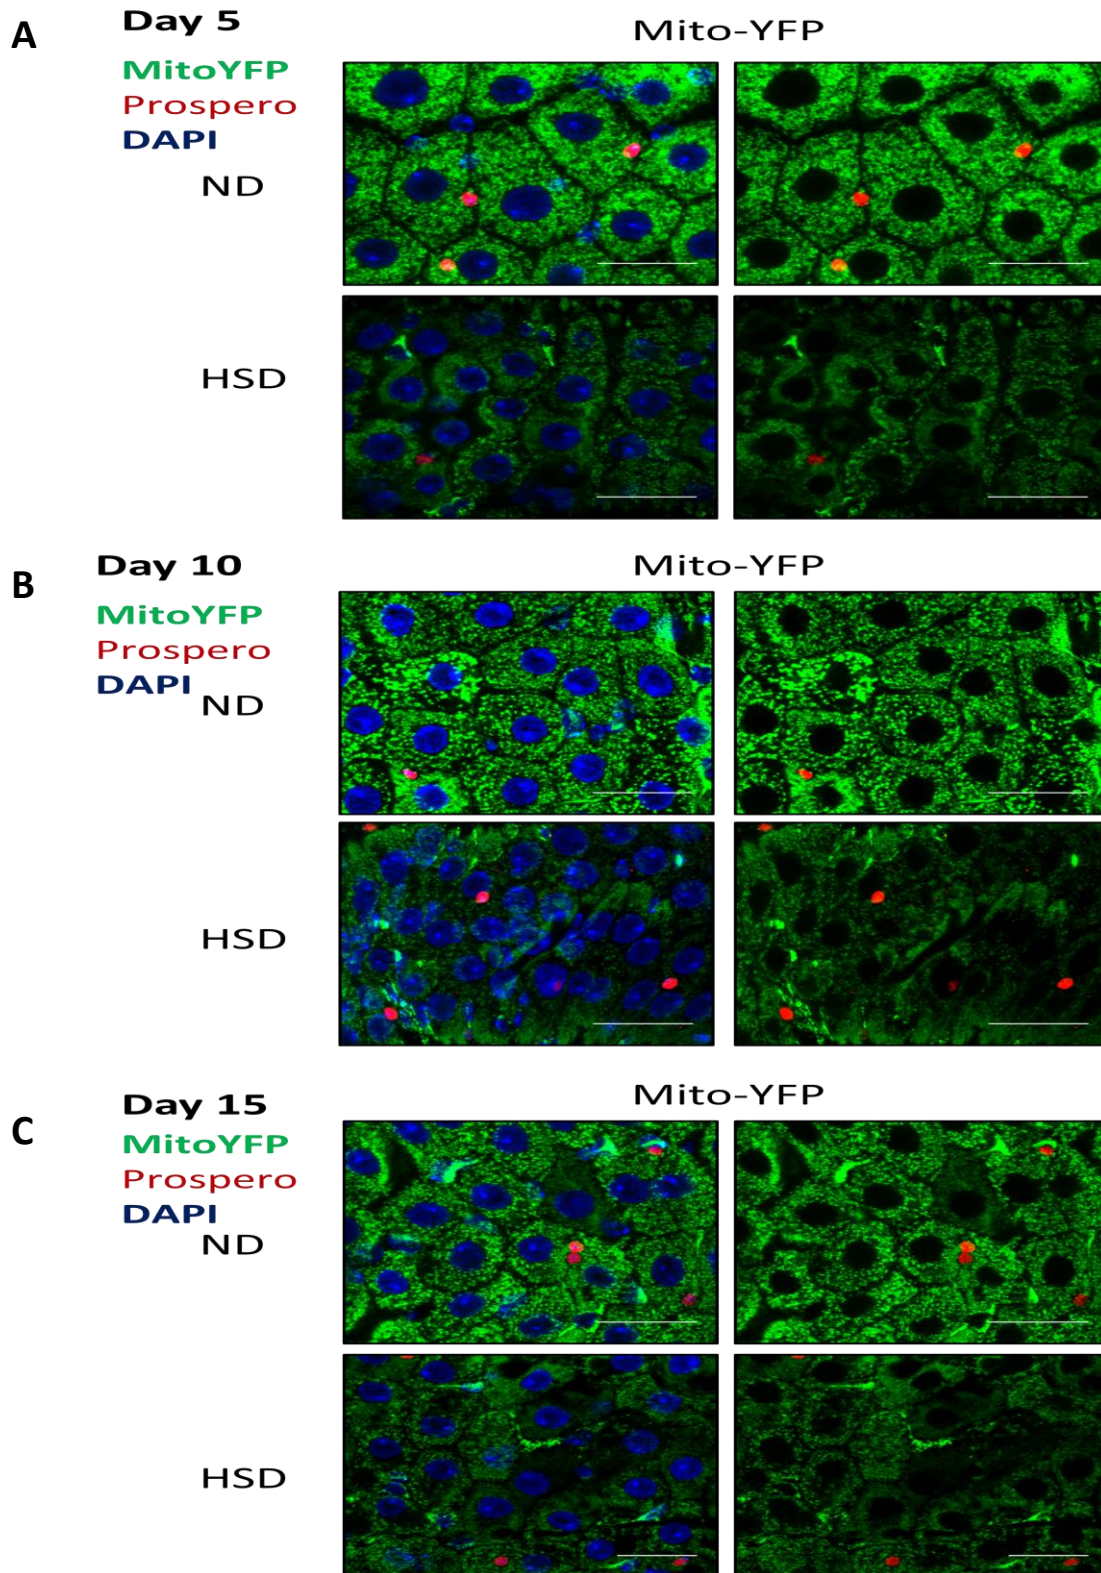 A
Day 5
Mito-YFP
MitoYFP
Prospero
DAPI
ND
HSD
B
Day 10
Mito-YFP
MitoYFP
Prospero
DAPI
ND
HSD
C
Day 15
Mito-YFP
MitoYFP
Prospero
DAPI
ND
HSD